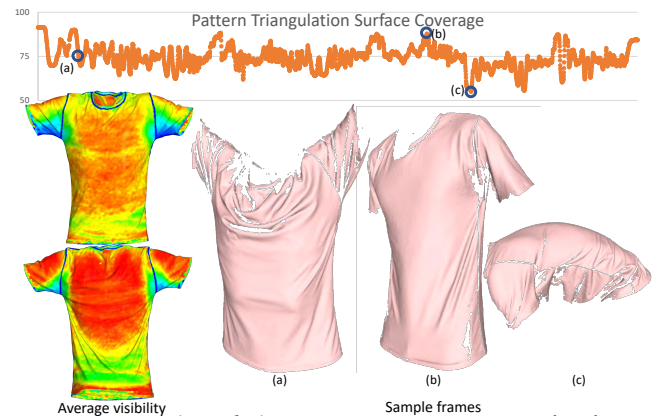 Pattern Triangulation Surface Coverage
100
75
50
(a)
(b)
(c)
(a)
(b)
(c)
Average visibility
Sample frames